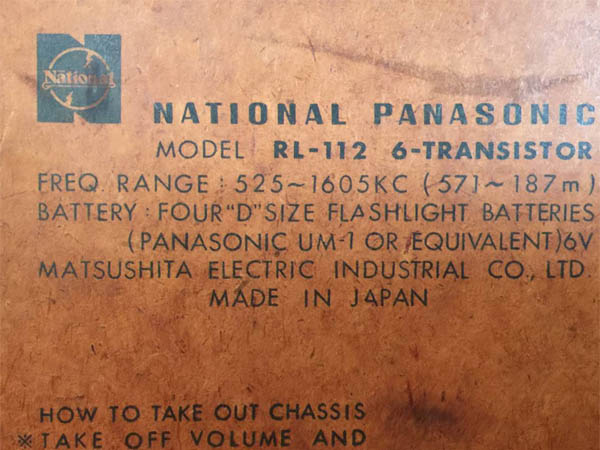 National
NATIONAL PANASONIC
MODEL RL-112 6-TRANSISTOR
FREQ. RANGE : 525~1605KC (571~187m)
BATTERY : FOUR "D" SIZE FLASHLIGHT BATTERIES
(PANASONIC UM-1 OR EQUIVALENT)6V
MATSUSHITA ELECTRIC INDUSTRIAL CO., LTD.
MADE IN JAPAN
HOW TO TAKE OUT CHASSIS
※TAKE OFF VOLUME AND